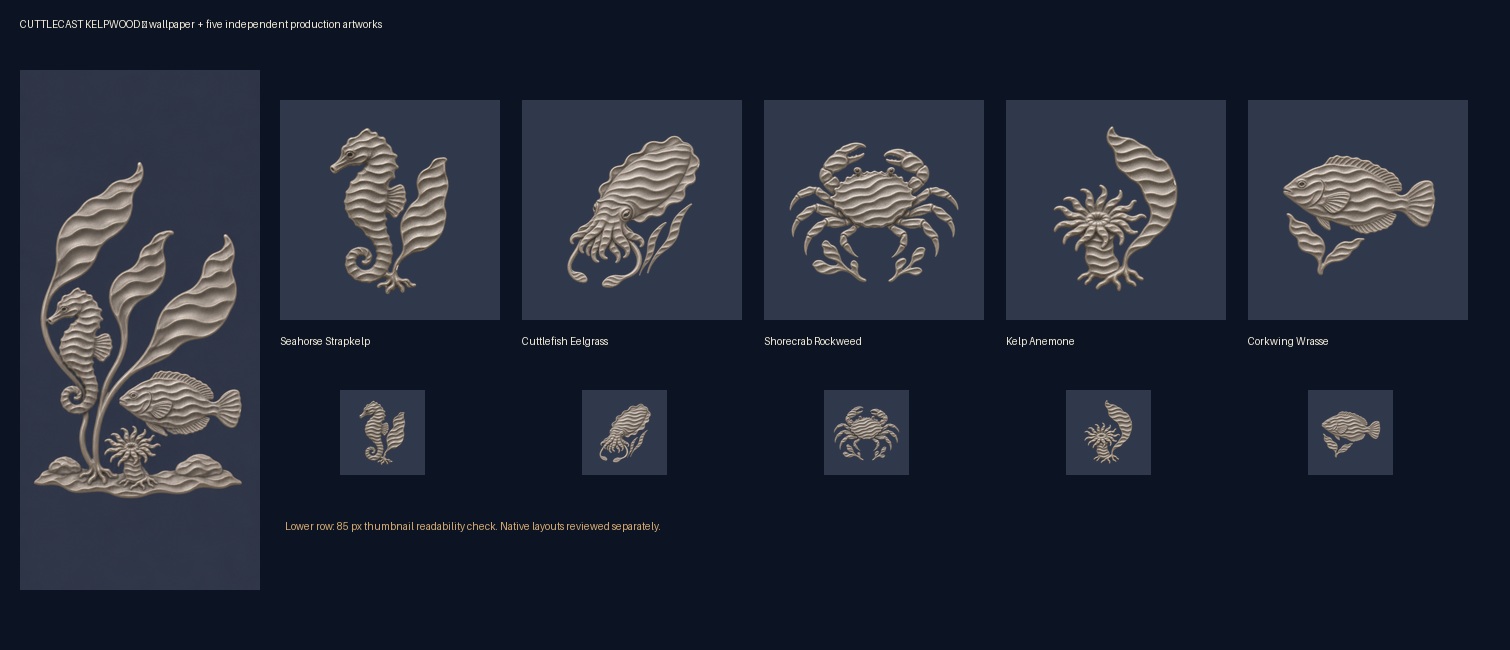 CUTTLECAST KELPWOOD☒wallpaper + five independent production artworks
Seahorse Strapkelp
Cuttlefish Eelgrass
Shorecrab Rockweed
Kelp Anemone
Corkwing Wrasse
Lower row: 85 px thumbnail readability check. Native layouts reviewed separately.